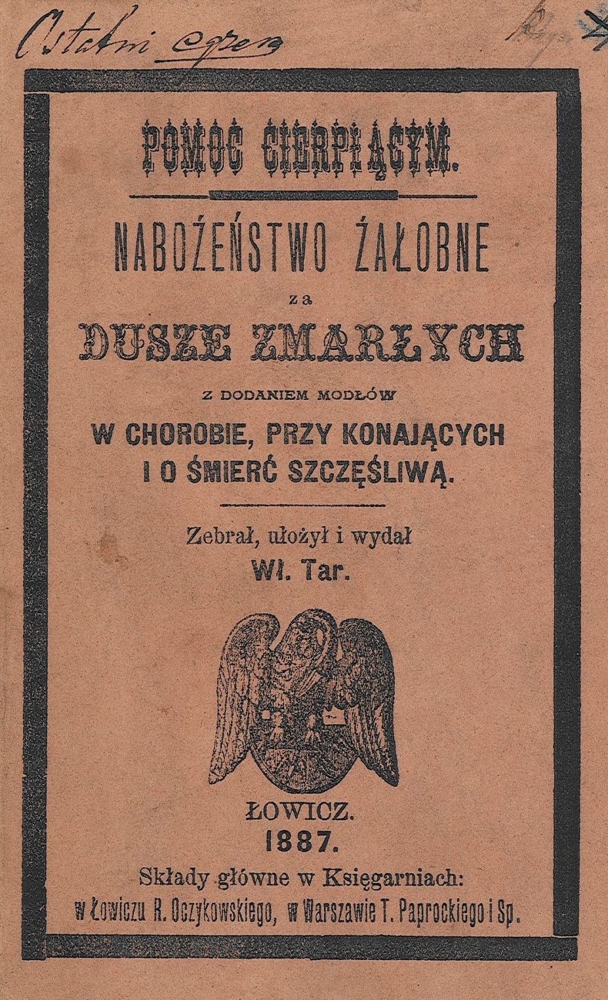 Ostatni egzem
POMOC CIERPIĄCYM.
NABOŻEŃSTWO ŻAŁOBNE
za
DUSZE ZMARŁYCH
Z DODANIEM MODŁÓW
W CHOROBIE, PRZY KONAJĄCYCH
I O ŚMIERĆ SZCZĘŚLIWĄ.
Zebrał, ułożył i wydał
Wł. Tar.
ŁOWICZ.
1887.
Składy główne w Księgarniach:
w Łowiczu R. Oczykowskiego, w Warszawie T. Paprockiego i Sp.